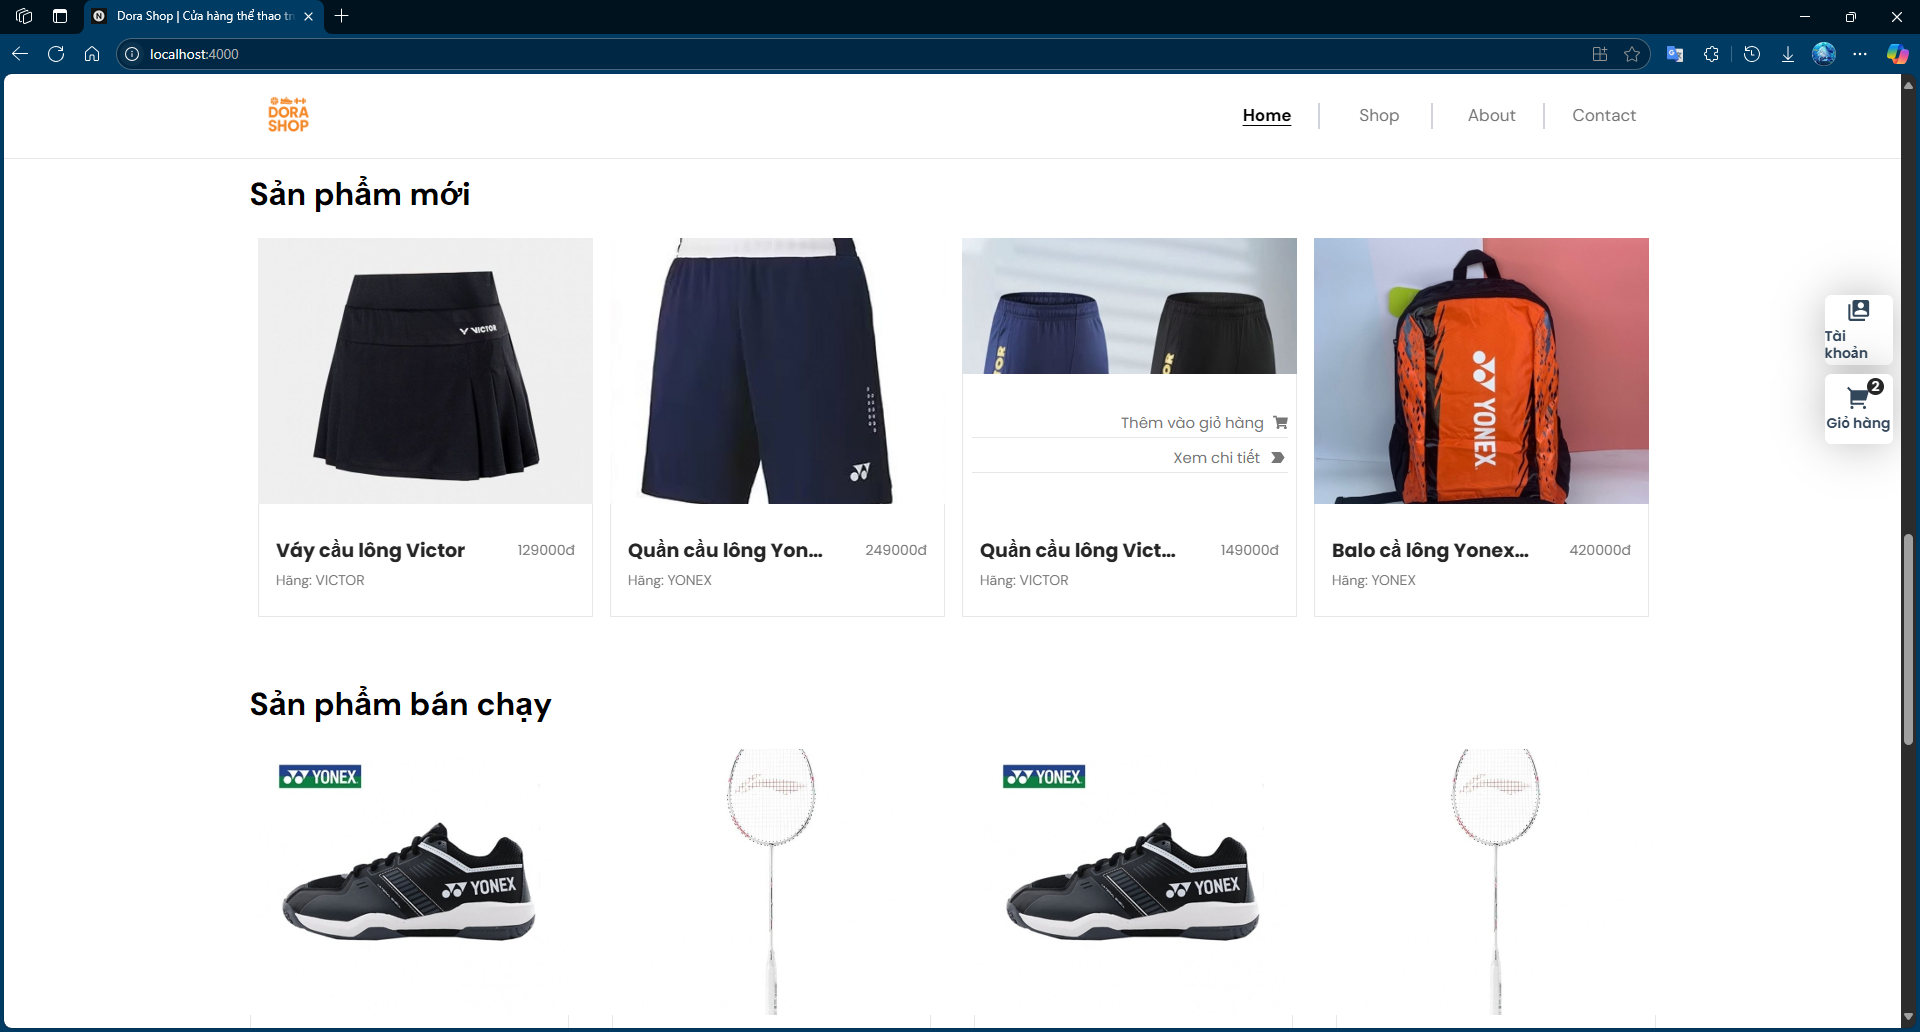 Dora Shop | Cửa hàng thể thao tr
localhost:4000
DORA
SHOP
Home
Shop
About
Contact
Sản phẩm mới
VICTOR
YONEX
Thêm vào giỏ hàng
Xem chi tiết
Váy cầu lông Victor
129000đ
Hãng: VICTOR
Quần cầu lông Yon...
249000đ
Hãng: YONEX
Quần cầu lông Vict...
149000đ
Hãng: VICTOR
Balo cầ lông Yonex...
420000đ
Hãng: YONEX
Tài
khoản
2
Giỏ hàng
Sản phẩm bán chạy
YONEX
YONEX
YONEX
YONEX